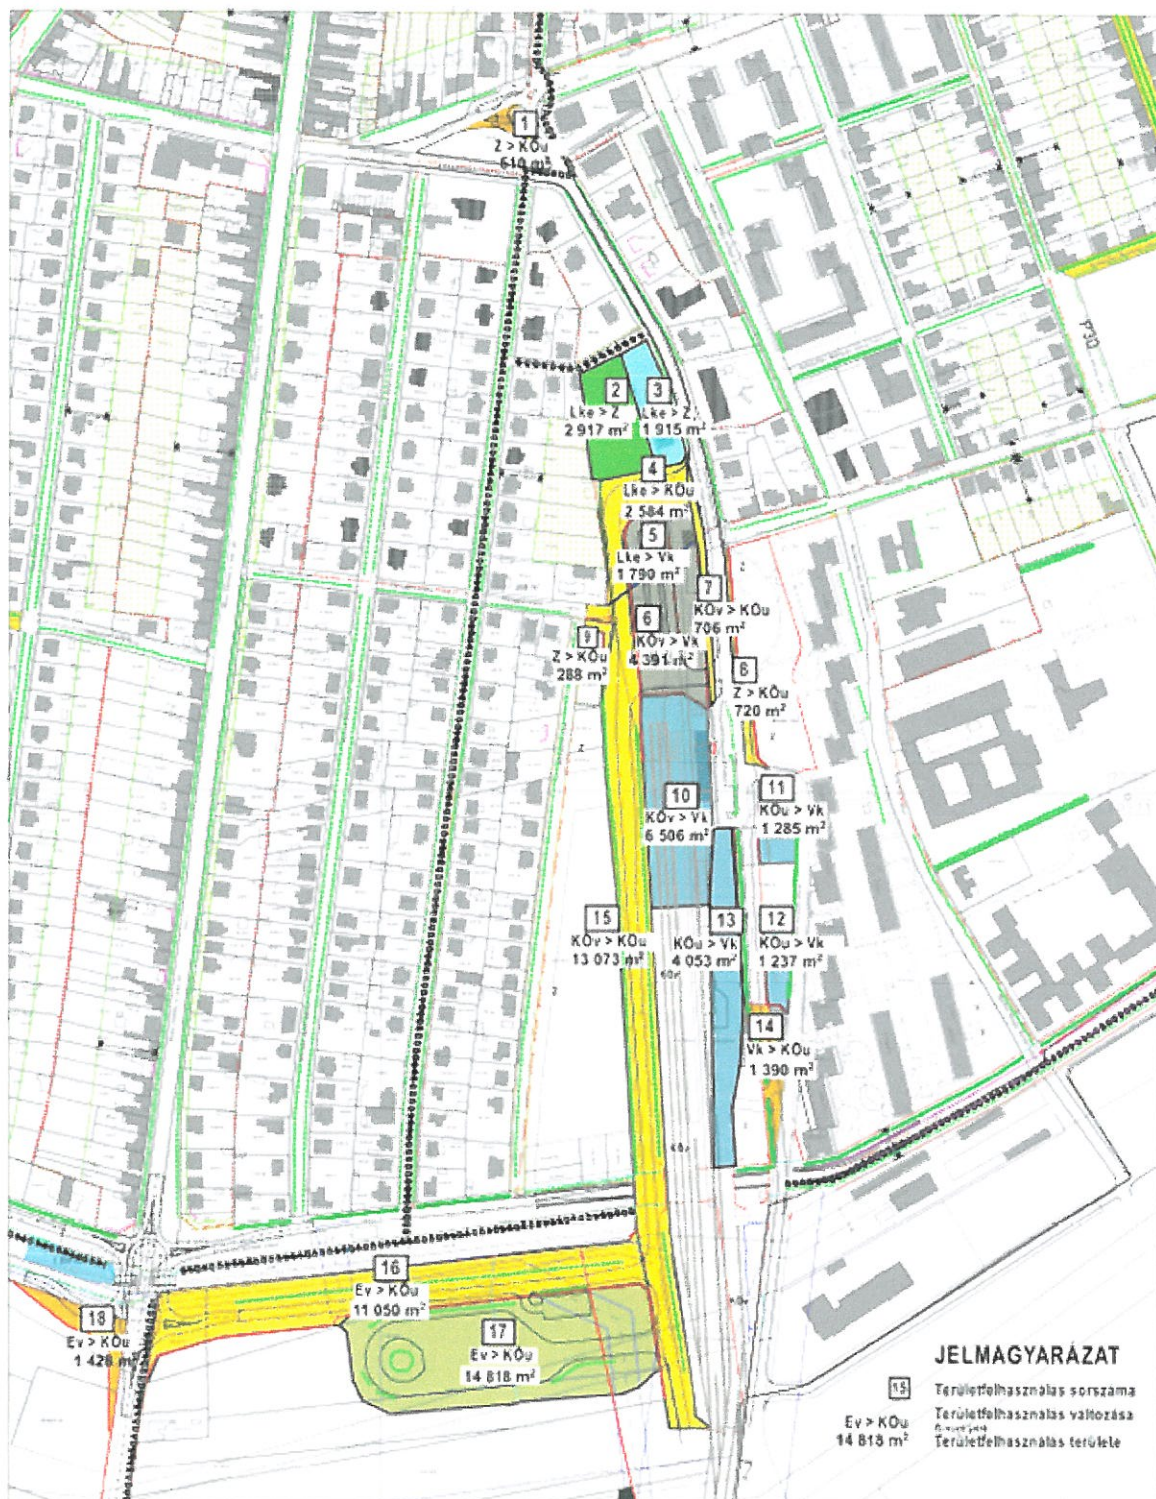 1
Z > KÖu
610 m²
2
Lke > Z
2 917 m²
3
Lke > Z
1 915 m²
4
Lke > KÖu
2 584 m²
5
Lke > Vk
1 790 m²
6
KÖv > Vk
4 391 m²
7
KÖv > KÖu
706 m²
8
Z > KÖu
720 m²
9
Z > KÖu
288 m²
10
KÖv > Vk
6 506 m²
11
KÖu > Vk
1 285 m²
12
KÖu > Vk
1 237 m²
13
KÖu > Vk
4 053 m²
14
Vk > KÖu
1 390 m²
15
KÖv > KÖu
13 073 m²
16
Ev > KÖu
11 050 m²
17
Ev > KÖu
14 818 m²
18
Ev > KÖu
1 428 m²
JELMAGYARÁZAT
15 Területfelhasználás sorszáma
Ev > KÖu Területfelhasználás változása
14 818 m² Területfelhasználás területe